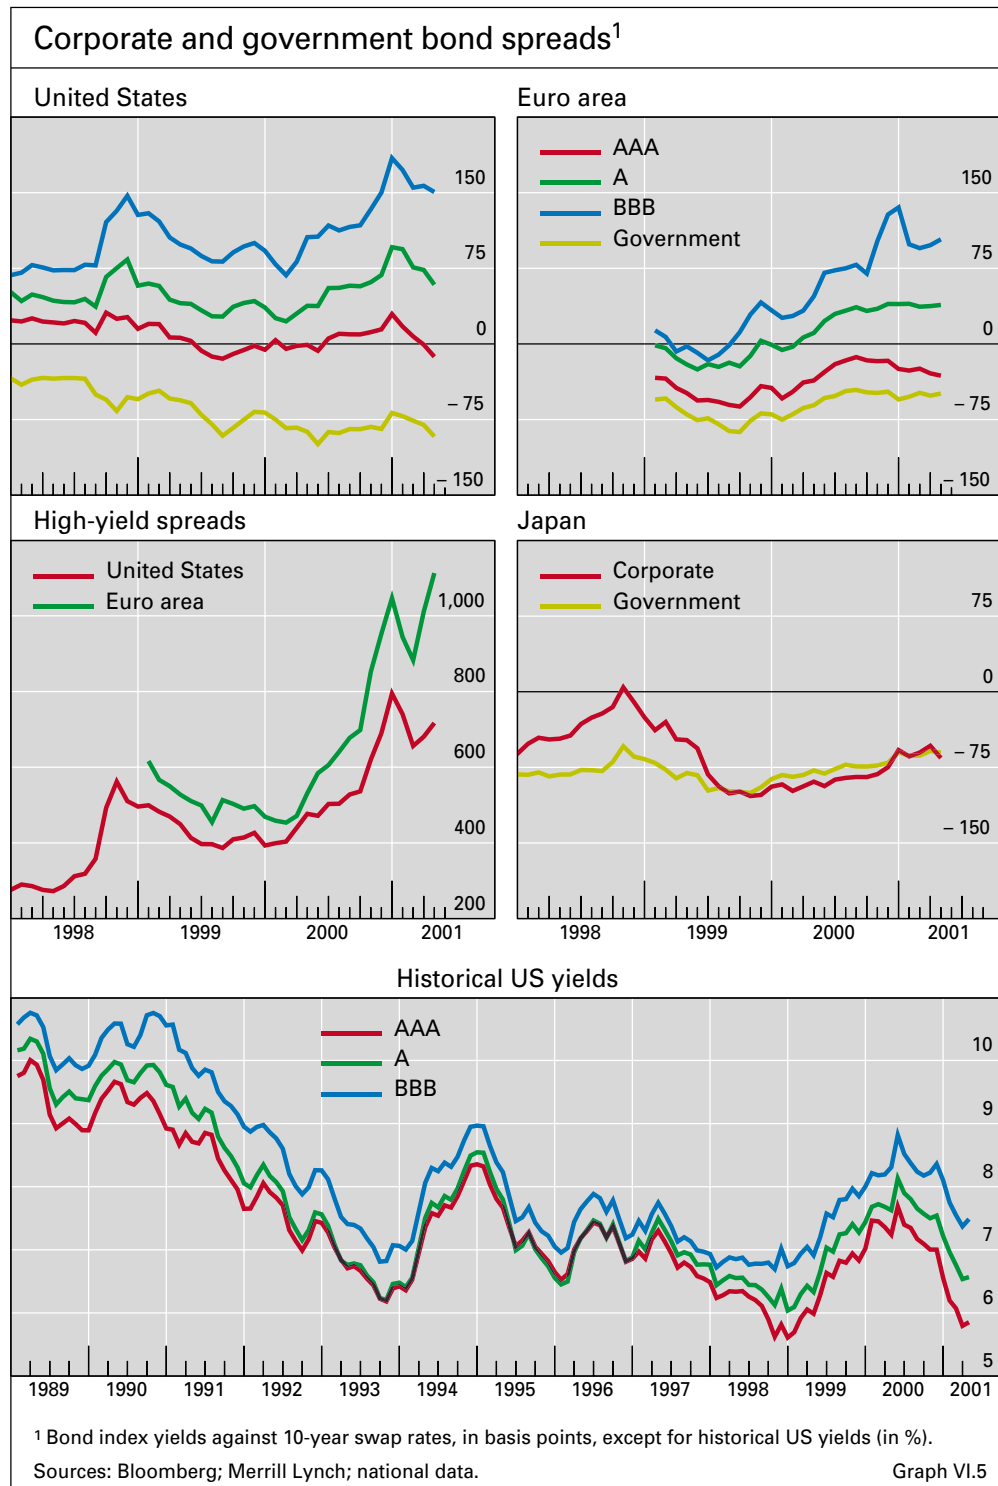 Corporate and government bond spreads¹
United States
150
75
0
– 75
– 150
Euro area
AAA
A
BBB
Government
150
75
0
– 75
– 150
High-yield spreads
United States
Euro area
1,000
800
600
400
200
1998 1999 2000 2001
Japan
Corporate
Government
75
0
– 75
– 150
1998 1999 2000 2001
Historical US yields
AAA
A
BBB
10
9
8
7
6
5
1989 1990 1991 1992 1993 1994 1995 1996 1997 1998 1999 2000 2001
¹ Bond index yields against 10-year swap rates, in basis points, except for historical US yields (in %).
Sources: Bloomberg; Merrill Lynch; national data. Graph VI.5